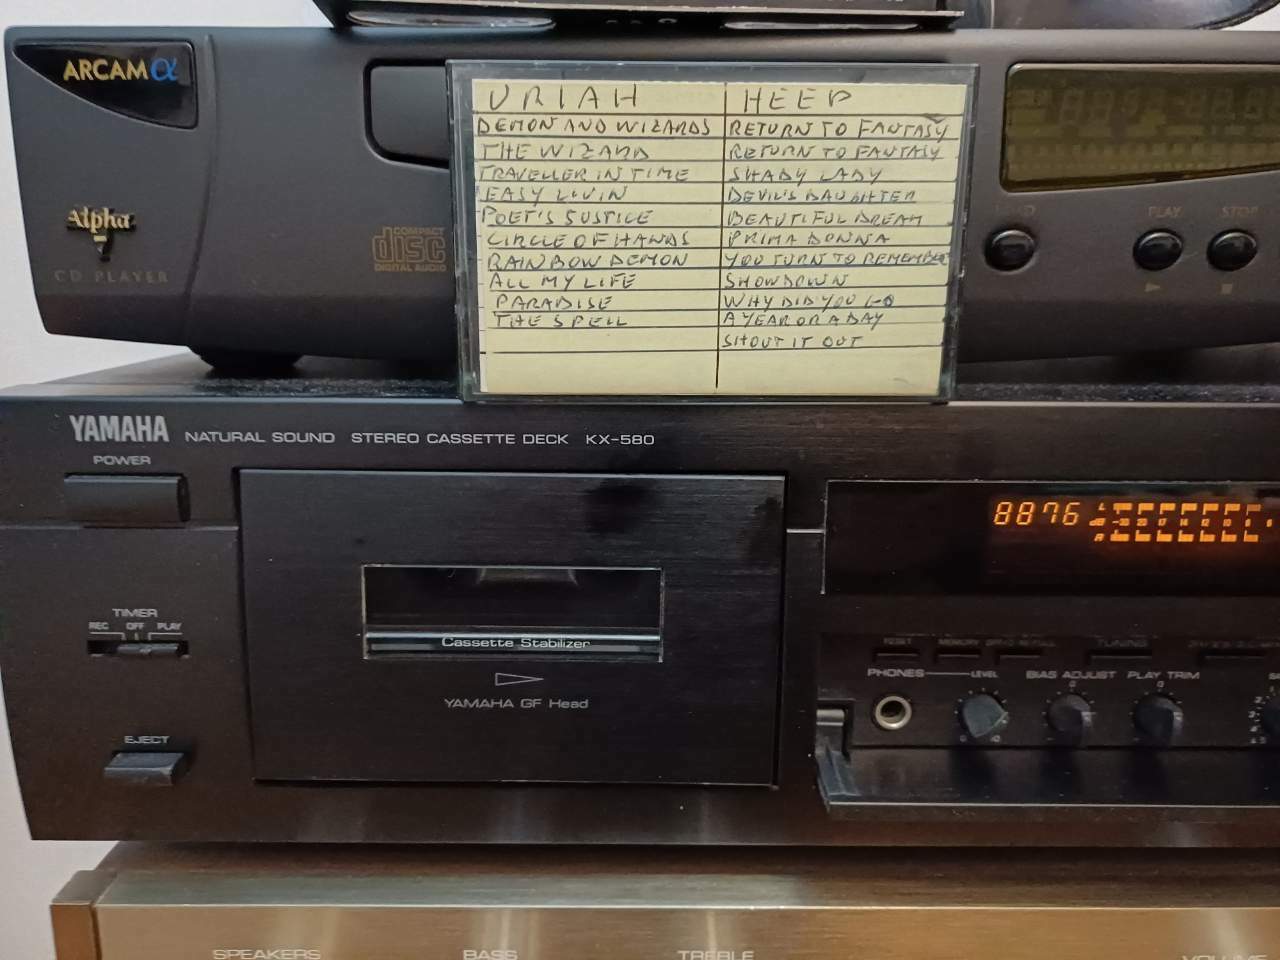 ARCAM α
Alpha
CD PLAYER
COMPACT
disc
DIGITAL AUDIO
URIAH
DEMON AND WIZARDS
THE WIZARD
TRAVELLER IN TIME
EASY LIVIN
POET'S SUSTICE
CIRCLE OF HANDS
RAINBOW DEMON
ALL MY LIFE
PARADISE
THE SPELL
HEEP
RETURN TO FANTASY
RETURN TO FANTASY
SHADY LADY
DEVIL'S DAUGHTER
BEAUTIFUL DREAM
PRIMA DONNA
YOU TURN TO REMEMBER
SHOWDOWN
WHY DID YOU GO
A YEAR OR A DAY
SHOUT IT OUT
PLAY
STOP
YAMAHA NATURAL SOUND STEREO CASSETTE DECK KX-580
POWER
8876
TIMER
REC OFF PLAY
EJECT
Cassette Stabilizer
YAMAHA GF Head
RESET
TUNING
PHONES
LEVEL
BIAS ADJUST
PLAY TRIM
SPEAKERS
BASS
TREBLE
VOLUME